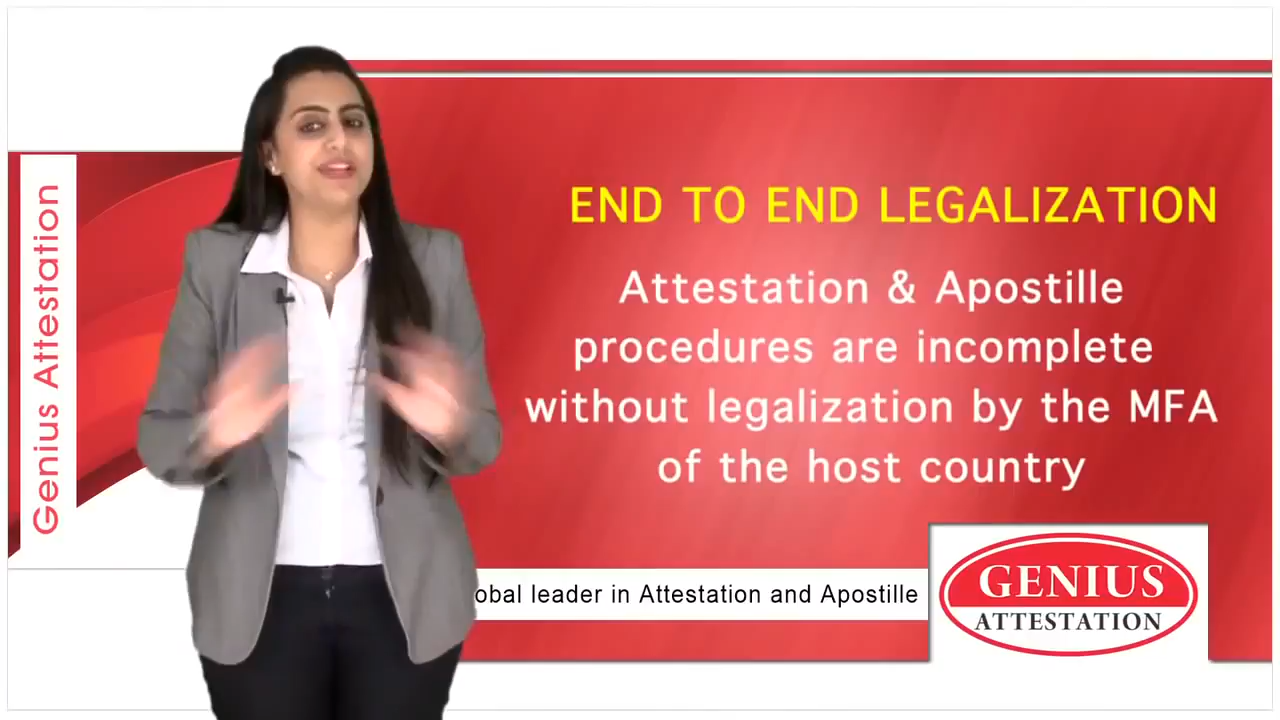 Genius Attestation
END TO END LEGALIZATION
Attestation & Apostille
procedures are incomplete
without legalization by the MFA
of the host country
leader in Attestation and Apostille
GENIUS
ATTESTATION